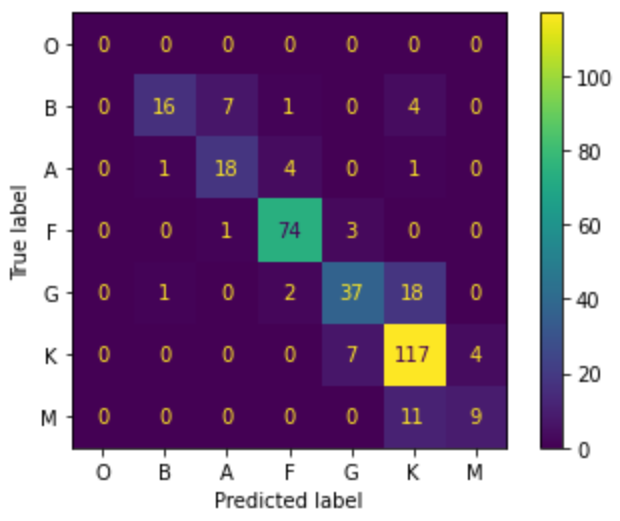 O 0 0 0 0 0 0 0
B 0 16 7 1 0 4 0
A 0 1 18 4 0 1 0
F 0 0 1 74 3 0 0
G 0 1 0 2 37 18 0
K 0 0 0 0 7 117 4
M 0 0 0 0 0 11 9
O B A F G K M
Predicted label
True label
100
80
60
40
20
0